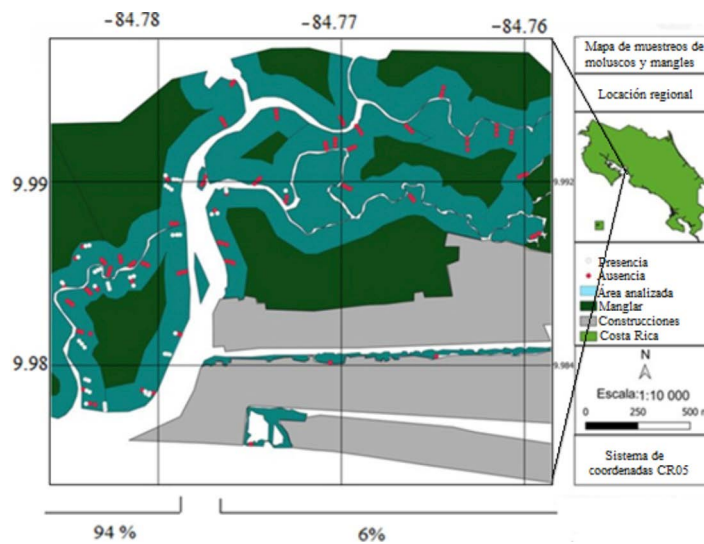 −84.78 −84.77 −84.76
9.99
9.98
9.992
9.984
Mapa de muestreos de
moluscos y mangles
Locación regional
Presencia
Ausencia
Área analizada
Manglar
Construcciones
Costa Rica
N
Escala:1:10 000
0 250 500 m
Sistema de
coordenadas CR05
94 % 6%